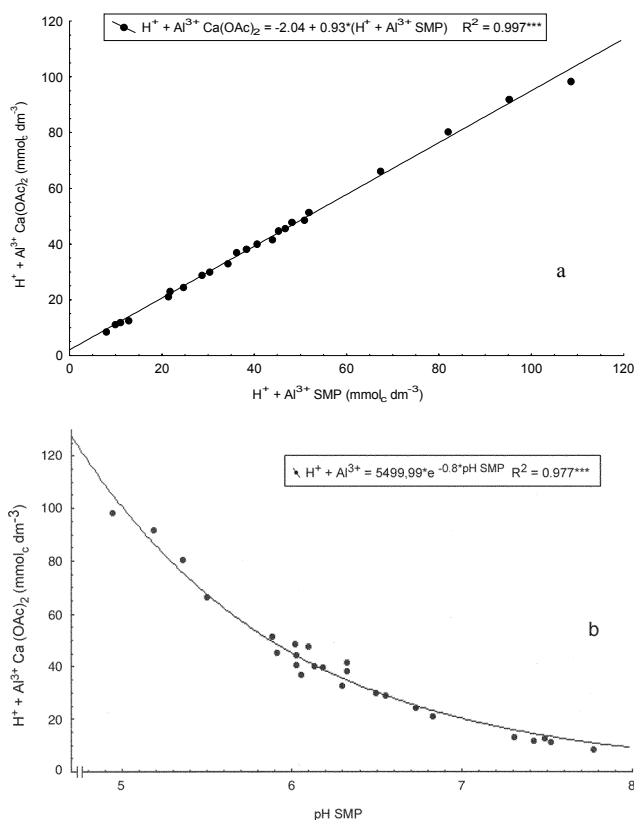 H⁺ + Al³⁺ Ca(OAc)₂ = -2.04 + 0.93*(H⁺ + Al³⁺ SMP) R² = 0.997***
H⁺ + Al³⁺ Ca(OAc)₂ (mmol_c dm⁻³)
120
100
80
60
40
20
0
a
0 20 40 60 80 100 120
H⁺ + Al³⁺ SMP (mmol_c dm⁻³)
H⁺ + Al³⁺ = 5499,99*e ⁻⁰·⁸*ᵖᴴ ˢᴹᴾ R² = 0.977***
H⁺ + Al³⁺ Ca (OAc)₂ (mmol_c dm-³)
120
100
80
60
40
20
0
b
5 6 7 8
pH SMP